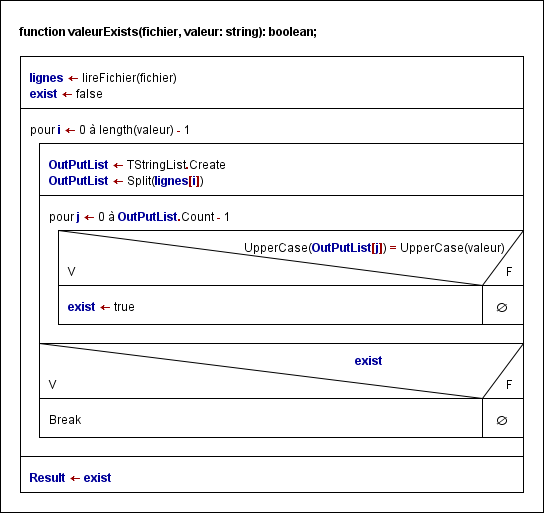 function valeurExists(fichier, valeur: string): boolean;
lignes ← lireFichier(fichier)
exist ← false
pour i ← 0 à length(valeur) - 1
OutPutList ← TStringList.Create
OutPutList ← Split(lignes[i])
pour j ← 0 à OutPutList.Count - 1
UpperCase(OutPutList[j]) = UpperCase(valeur)
V F
exist ← true ∅
exist
V F
Break ∅
Result ← exist